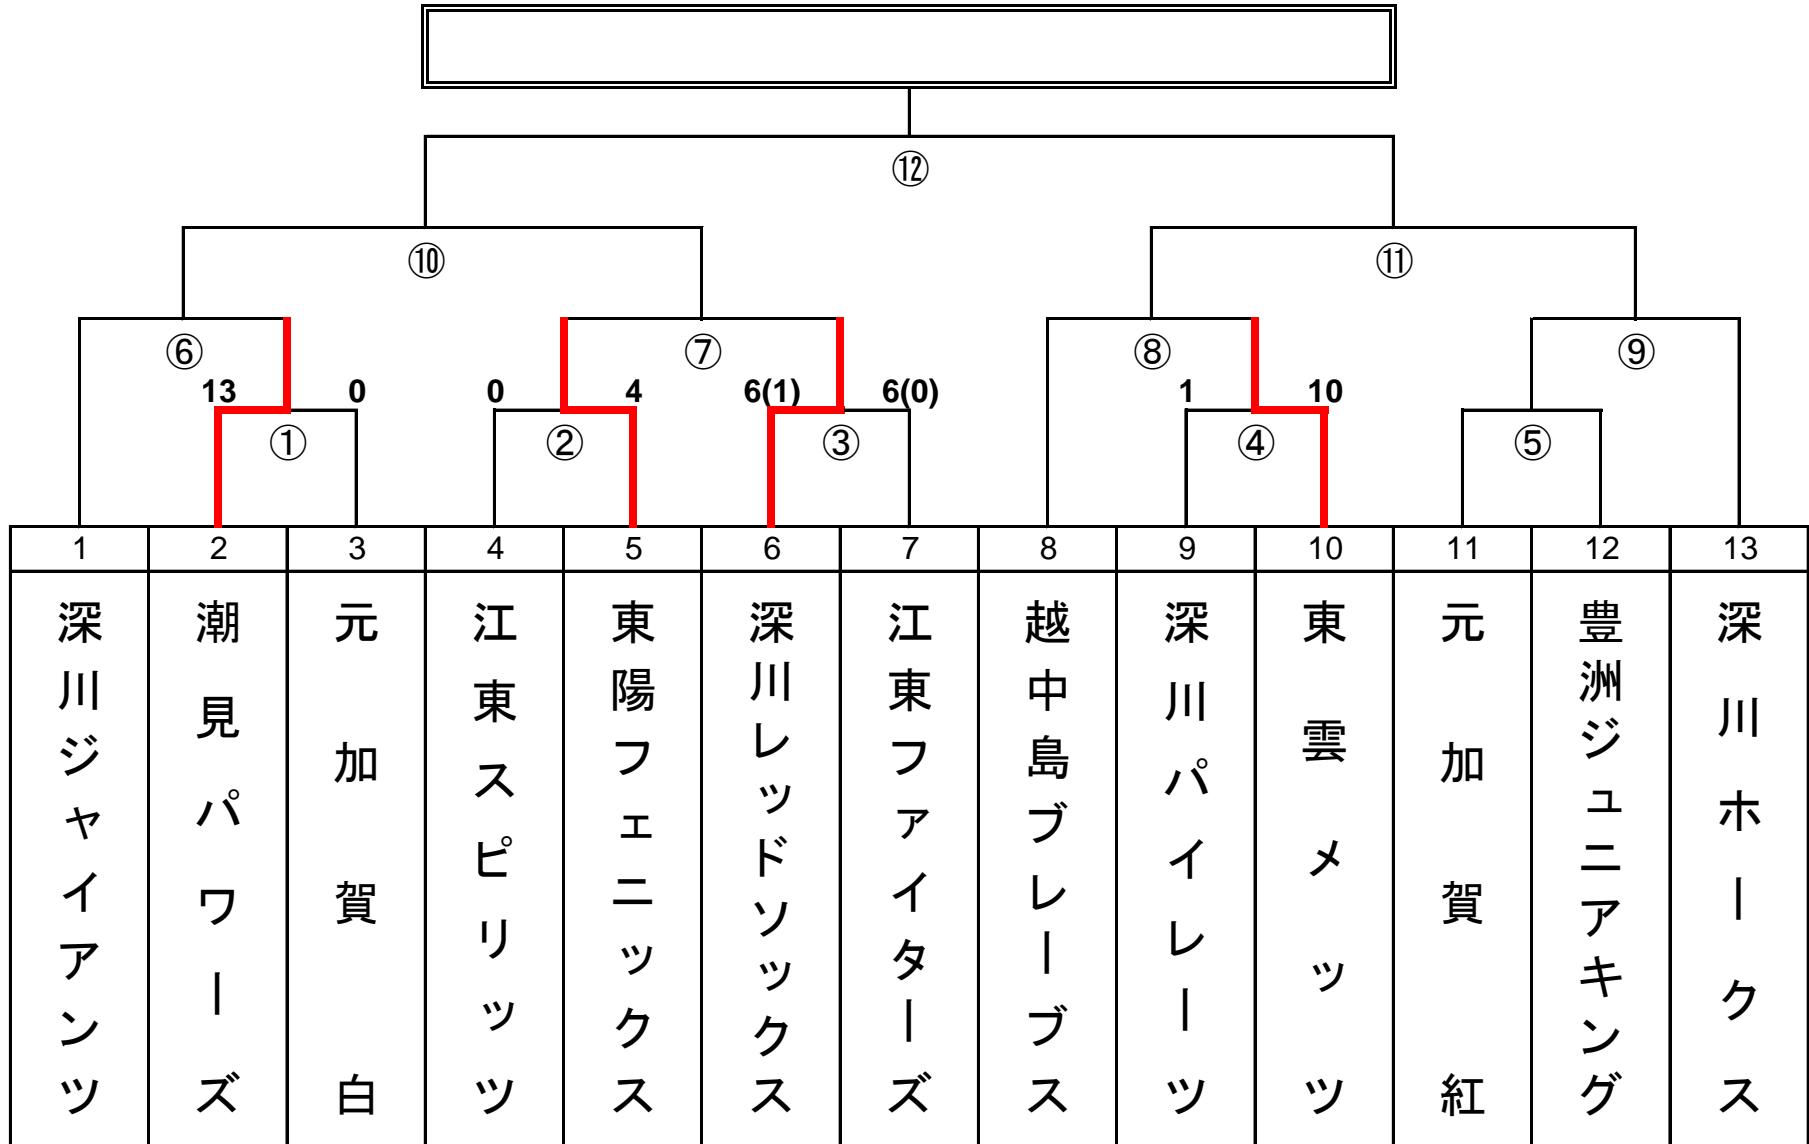 ⑫
⑩ ⑪
⑥ ⑦ ⑧ ⑨
13 0 0 4 6(1) 6(0) 1 10
① ② ③ ④ ⑤
1 2 3 4 5 6 7 8 9 10 11 12 13
深川ジャイアンツ
潮見パワーズ
元加賀白
江東スピリッツ
東陽フェニックス
深川レッドソックス
江東ファイターズ
越中島ブレーブス
深川パイレーツ
東雲メッツ
元加賀紅
豊洲ジュニアキング
深川ホークス